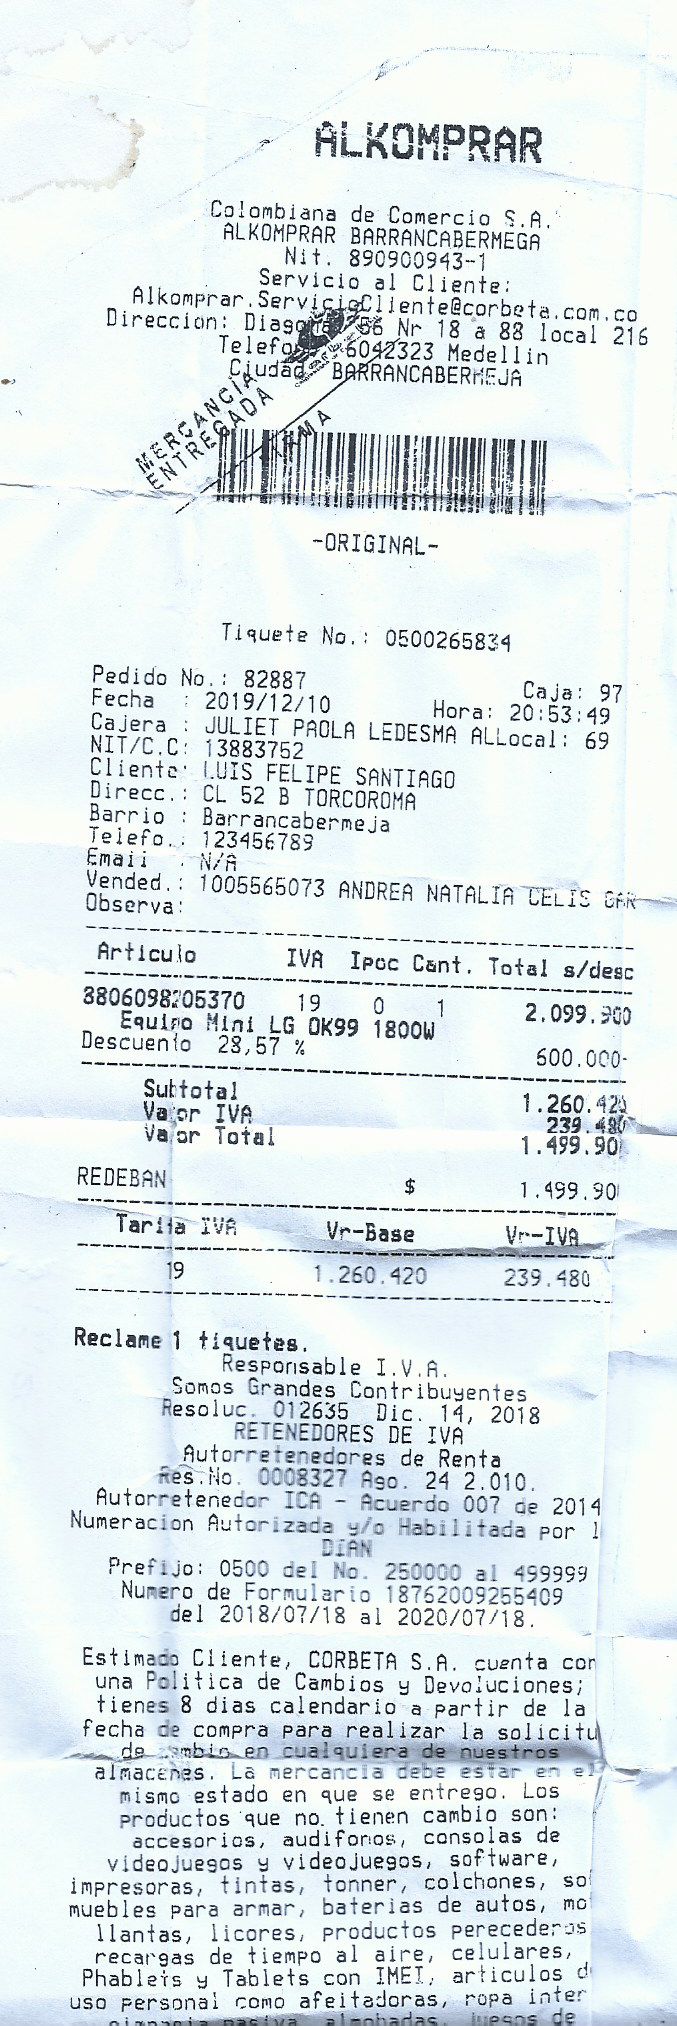 ALKOMPRAR
Colombiana de Comercio S.A.
ALKOMPRAR BARRANCABERMEGA
Nit. 890900943-1
Servicio al Cliente:
Alkomprar.ServicioCliente@corbeta.com.co
Direccion: Diagonal 56 Nr 18 a 88 local 216
Telefo 6042323 Medellin
Ciudad BARRANCABERMEJA
MERCANCIA
ENTREGADA
FIRMA
-ORIGINAL-
Tiquete No.: 0500265834
Pedido No.: 82887 Caja: 97
Fecha : 2019/12/10 Hora: 20:53:49
Cajera : JULIET PAOLA LEDESMA ALLocal: 69
NIT/C.C: 13883752
Cliente: LUIS FELIPE SANTIAGO
Direcc.: CL 52 B TORCOROMA
Barrio : Barrancabermeja
Telefo.: 123456789
Email : N/A
Vended.: 1005565073 ANDREA NATALIA CELIS GAR
Observa:
Articulo IVA Ipoc Cant. Total s/desc
8806098205370 19 0 1 2.099.900
Equipo Mini LG OK99 1800W
Descuento 28,57 % 600.000-
Subtotal 1.260.420
Valor IVA 239.480
Valor Total 1.499.90
REDEBAN $ 1.499.90
Tarifa IVA Vr-Base Vr-IVA
19 1.260.420 239.480
Reclame 1 tiquetes.
Responsable I.V.A.
Somos Grandes Contribuyentes
Resoluc. 012635 Dic. 14, 2018
RETENEDORES DE IVA
Autorretenedores de Renta
Res.No. 0008327 Ago. 24 2.010.
Autorretenedor ICA - Acuerdo 007 de 2014
Numeracion Autorizada y/o Habilitada por l
DIAN
Prefijo: 0500 del No. 250000 al 499999
Numero de Formulario 18762009255409
del 2018/07/18 al 2020/07/18.
Estimado Cliente, CORBETA S.A. cuenta con
una Politica de Cambios y Devoluciones;
tienes 8 dias calendario a partir de la
fecha de compra para realizar la solicitu
de cambio en cualquiera de nuestros
almacenes. La mercancia debe estar en el
mismo estado en que se entrego. Los
productos que no tienen cambio son:
accesorios, audifonos, consolas de
videojuegos y videojuegos, software,
impresoras, tintas, tonner, colchones, so
muebles para armar, baterias de autos, mo
llantas, licores, productos perecederos
recargas de tiempo al aire, celulares,
Phablets y Tablets con IMEI, articulos d
uso personal como afeitadoras, ropa inter
almohadas, juegos de